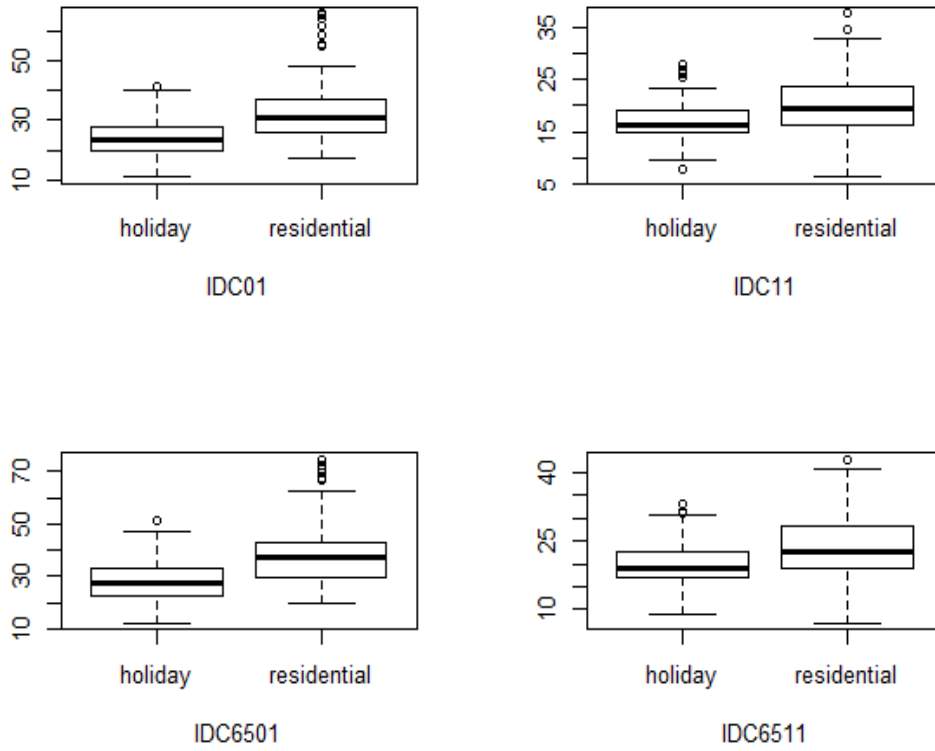 10 30 50
holiday residential
IDC01
5 15 25 35
holiday residential
IDC11
10 30 50 70
holiday residential
IDC6501
10 25 40
holiday residential
IDC6511